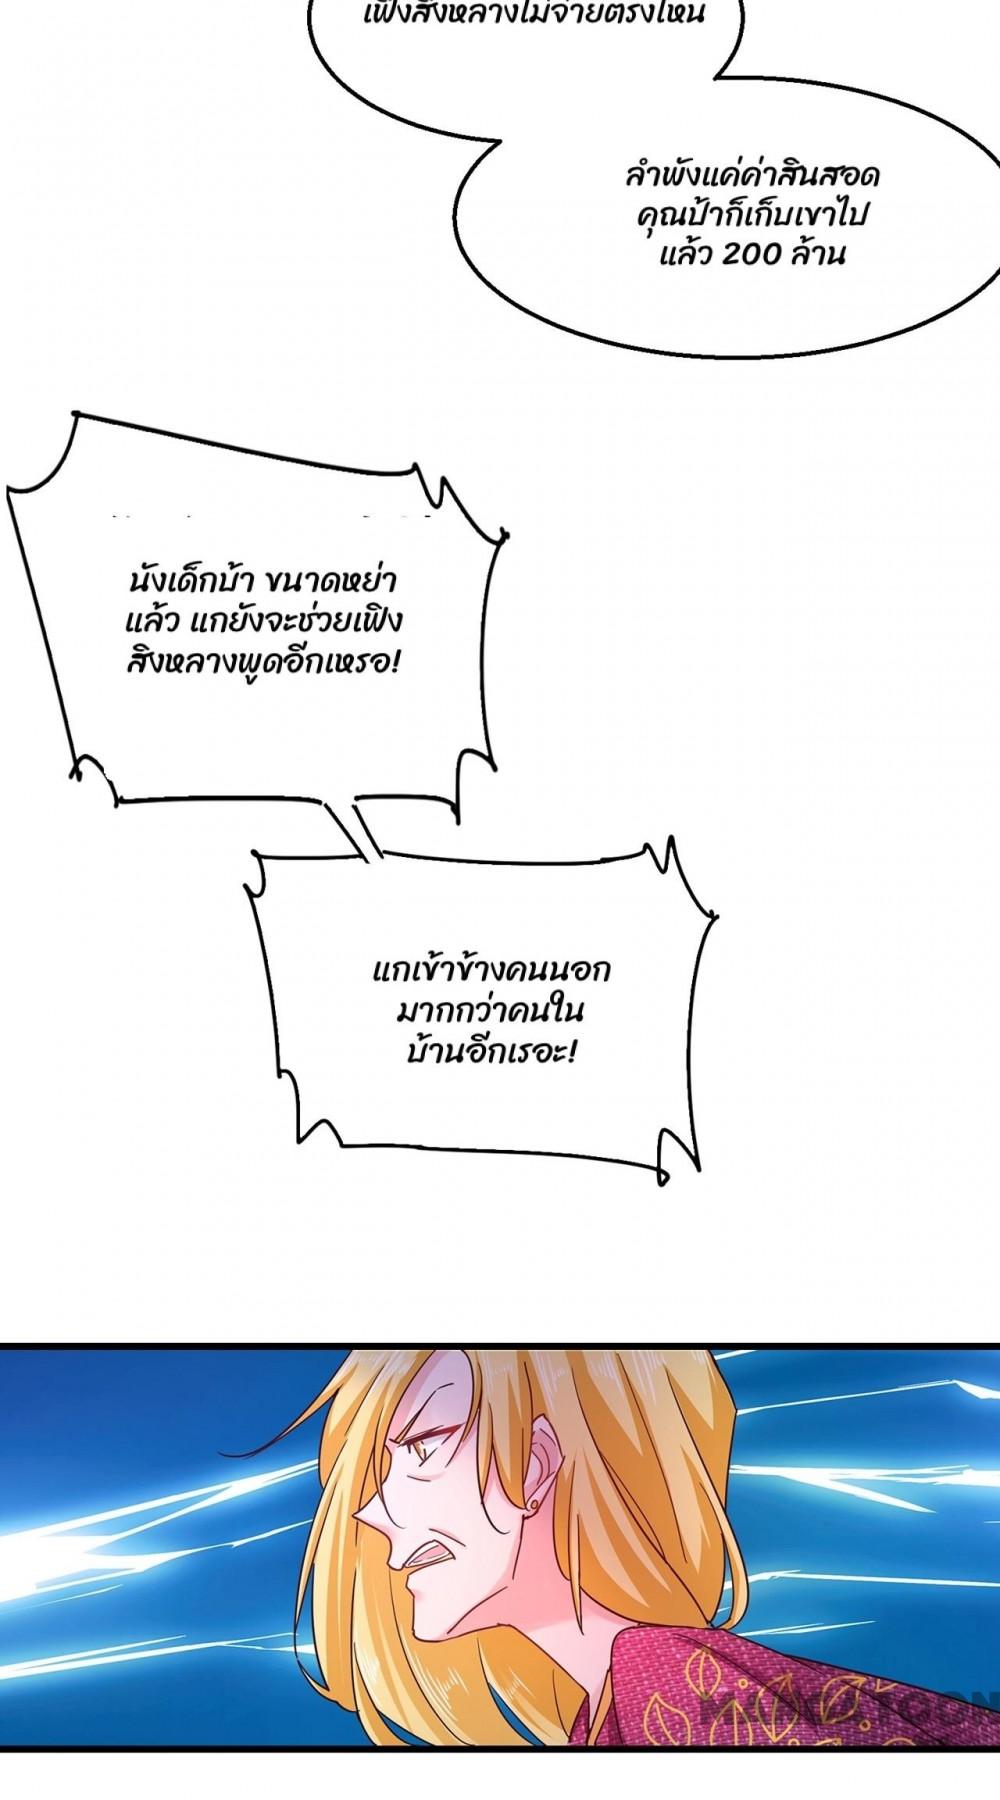 เฟิงสิงหลางไม่จ่ายตรงไหน
ลำพังแค่ค่าสินสอด
คุณป้าก็เก็บเขาไป
แล้ว 200 ล้าน
นังเด็กบ้า ขนาดหย่า
แล้ว แกยังจะช่วยเฟิง
สิงหลางพูดอีกเหรอ!
แกเข้าข้างคนนอก
มากกว่าคนใน
บ้านอีกเรอะ!